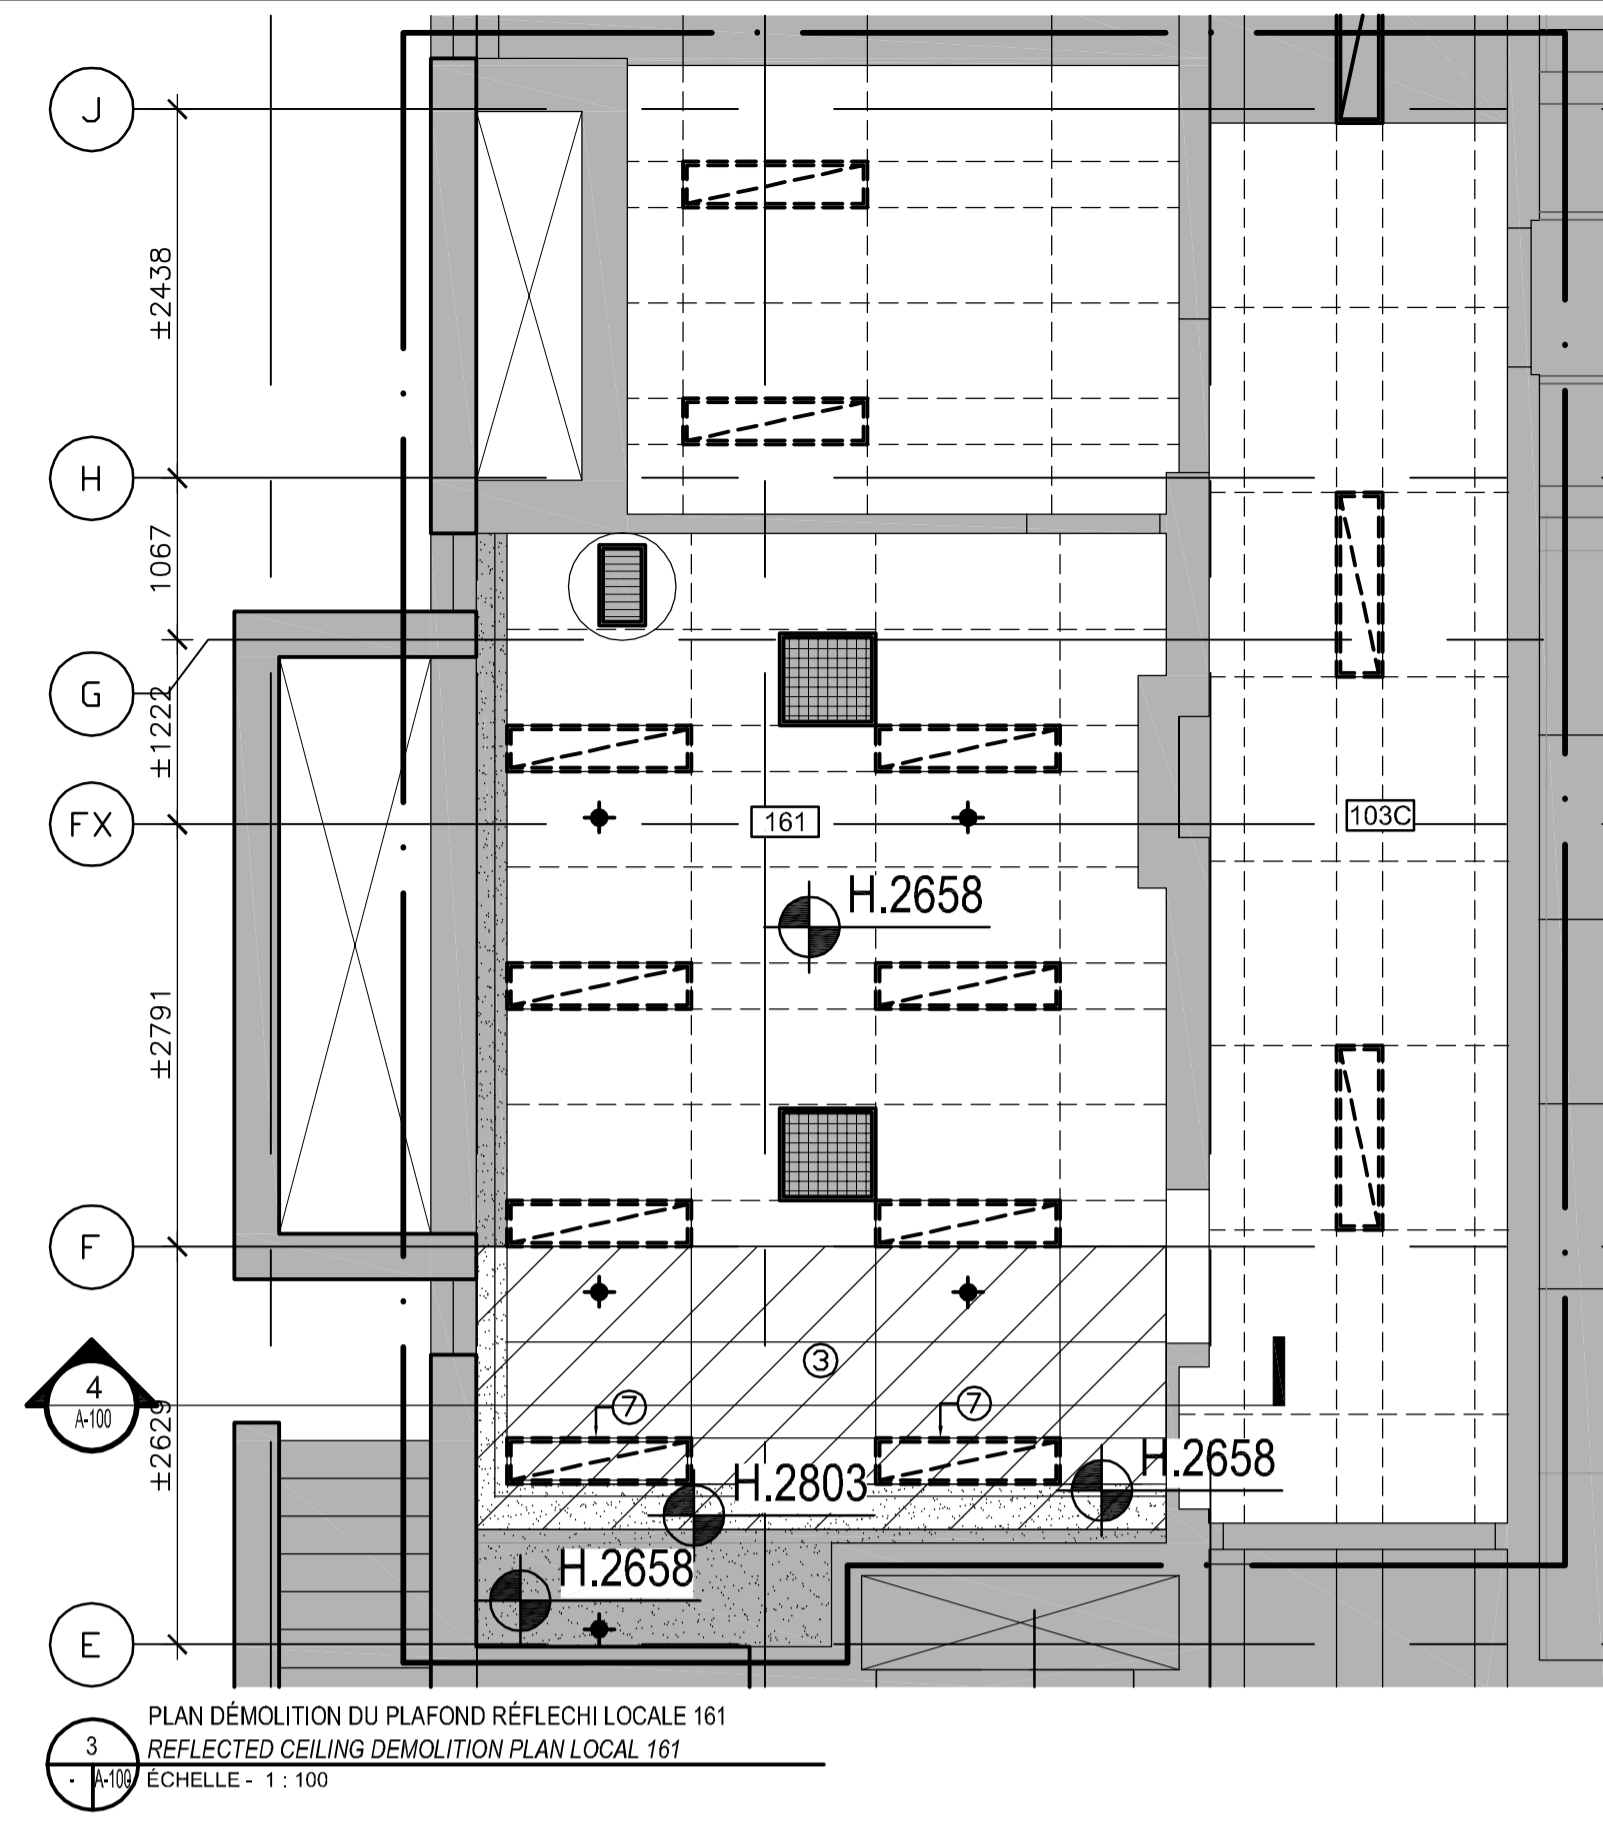 J
±2438
H
1067
G
±1222
FX
161
103C
H.2658
±2791
F
3
4
A-100
7
7
±2629
H.2658
H.2803
H.2658
E
PLAN DÉMOLITION DU PLAFOND RÉFLECHI LOCALE 161
3
REFLECTED CEILING DEMOLITION PLAN LOCAL 161
- A-100
ÉCHELLE - 1 : 100